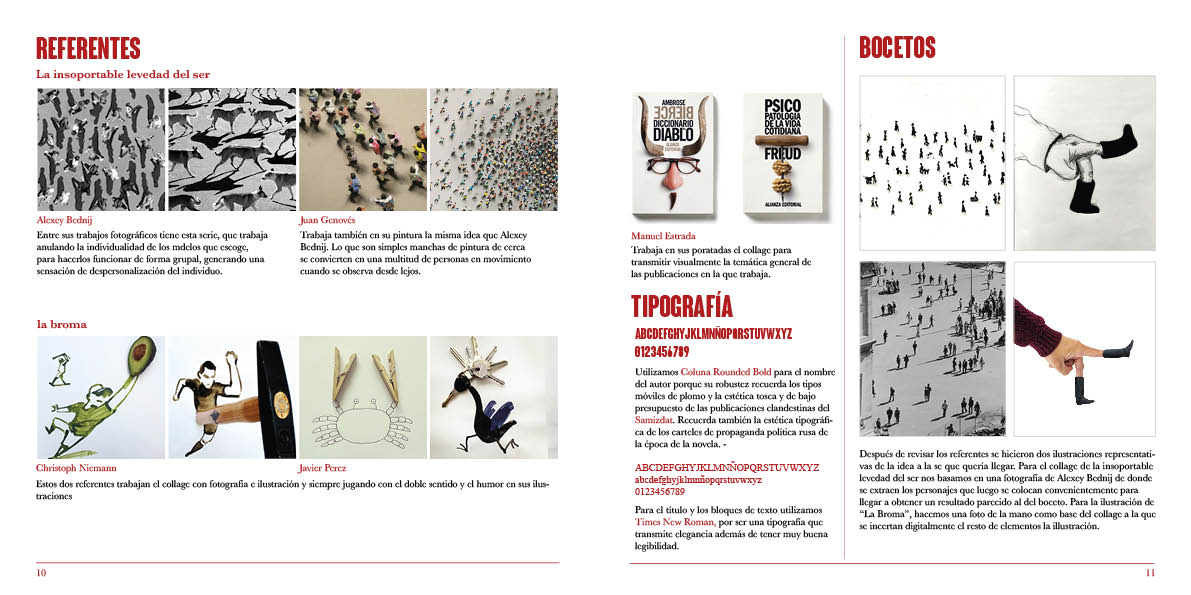 REFERENTES
La insoportable levedad del ser
Alexey Bednij
Entre sus trabajos fotográficos tiene esta serie, que trabaja
anulando la individualidad de los mdelos que escoge,
para hacerlos funcionar de forma grupal, generando una
sensación de despersonalización del individuo.
Juan Genovés
Trabaja también en su pintura la misma idea que Alexey
Bednij. Lo que son simples manchas de pintura de cerca
se convierten en una multitud de personas en movimiento
cuando se observa desde lejos.
la broma
Christoph Niemann
Javier Perez
Estos dos referentes trabajan el collage con fotografia e ilustración y siempre jugando con el doble sentido y el humor en sus ilus-
traciones
10
AMBROSE
BIERCE
DICCIONARIO
DIABLO
ALIANZA
EDITORIAL
PSICO
PATOLOGIA
DE LA VIDA
COTIDIANA
FREUD
ALIANZA EDITORIAL
Manuel Estrada
Trabaja en sus poratadas el collage para
transmitir visualmente la temática general de
las publicaciones en la que trabaja.
TIPOGRAFÍA
ABCDEFGHYJKLMNÑOPQRSTUVWXYZ
0123456789
Utilizamos Coluna Rounded Bold para el nombre
del autor porque su robustez recuerda los tipos
móviles de plomo y la estética tosca y de bajo
presupuesto de las publicaciones clandestinas del
Samizdat. Recuerda también la estética tipográfi-
ca de los carteles de propaganda política rusa de
la época de la novela. -
ABCDEFGHYJKLMNÑOPQRSTUVWXYZ
abcdefghyjklmnñopqrstuvwxyz
0123456789
Para el título y los bloques de texto utilizamos
Times New Roman, por ser una tipografia que
transmite elegancia además de tener muy buena
legibilidad.
BOCETOS
Después de revisar los referentes se hicieron dos ilustraciones representati-
vas de la idea a la se que quería llegar. Para el collage de la insoportable
levedad del ser nos basamos en una fotografía de Alexey Bednij de donde
se extraen los personajes que luego se colocan convenientemente para
llegar a obtener un resultado parecido al del boceto. Para la ilustración de
“La Broma”, hacemos una foto de la mano como base del collage a la que
se incertan digitalmente el resto de elementos la illustración.
11